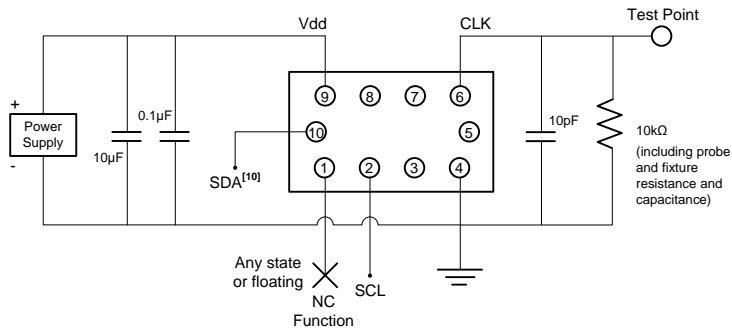 Vdd
CLK
Test Point
+
Power
Supply
-
10µF
0.1µF
9
8
7
6
10
5
1
2
3
4
SDA[10]
10pF
10kΩ
(including probe
and fixture
resistance and
capacitance)
Any state
or floating
NC
Function
SCL